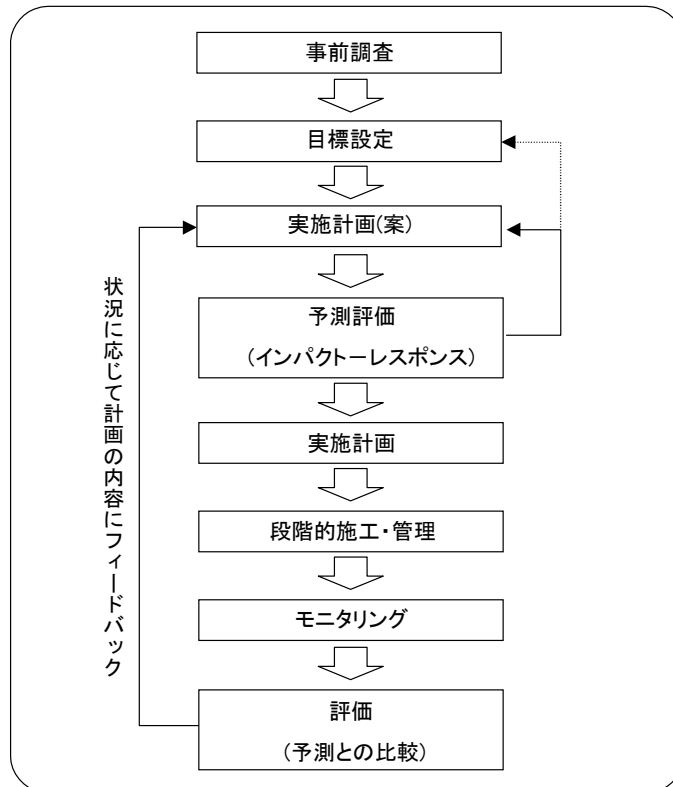 事前調査
目標設定
実施計画(案)
予測評価
(インパクトーレスポンス)
実施計画
段階的施工・管理
モニタリング
評価
(予測との比較)
状況に応じて計画の内容にフィードバック